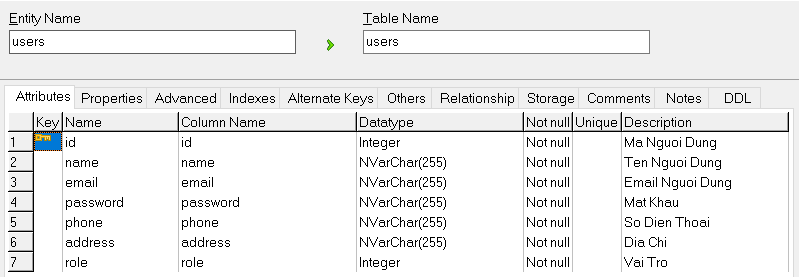 Entity Name Table Name
users users
Attributes Properties Advanced Indexes Alternate Keys Others Relationship Storage Comments Notes DDL
Key Name Column Name Datatype Not null Unique Description
1 id id Integer Not null Ma Nguoi Dung
2 name name NVarChar(255) Not null Ten Nguoi Dung
3 email email NVarChar(255) Not null Email Nguoi Dung
4 password password NVarChar(255) Not null Mat Khau
5 phone phone NVarChar(255) Not null So Dien Thoai
6 address address NVarChar(255) Not null Dia Chi
7 role role Integer Not null Vai Tro